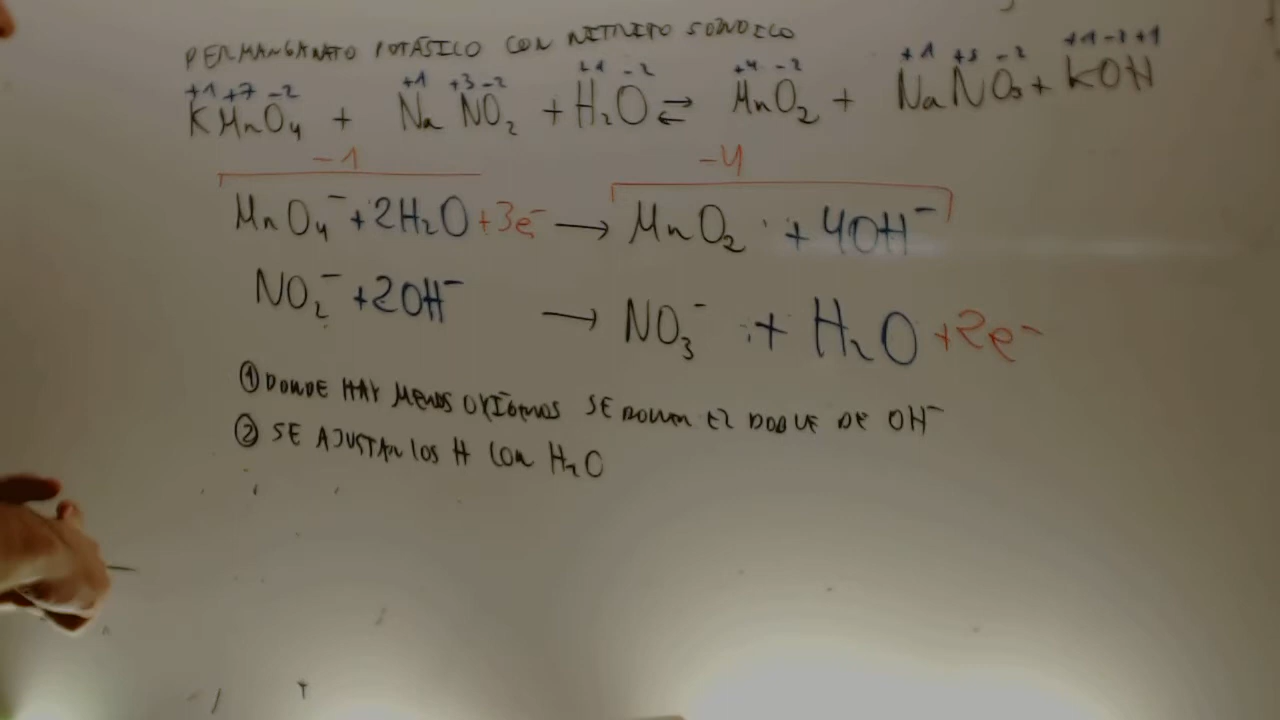 PERMANGANATO POTÁSICO CON NITRITO SÓDICO
+1 +7 -2 +1 +3 -2 +1 -2 +4 -2 +1 +5 -2 +1 -2 +1
KMnO₄ + NaNO₂ + H₂O ⇄ MnO₂ + NaNO₃ + KOH
-1 -4
MnO₄⁻ + 2H₂O + 3e⁻ → MnO₂ + 4OH⁻
NO₂⁻ + 2OH⁻ → NO₃⁻ + H₂O + 2e⁻
① DONDE HAY MENOS OXÍGENOS SE PONEN EL DOBLE DE OH⁻
② SE AJUSTAN LOS H CON H₂O